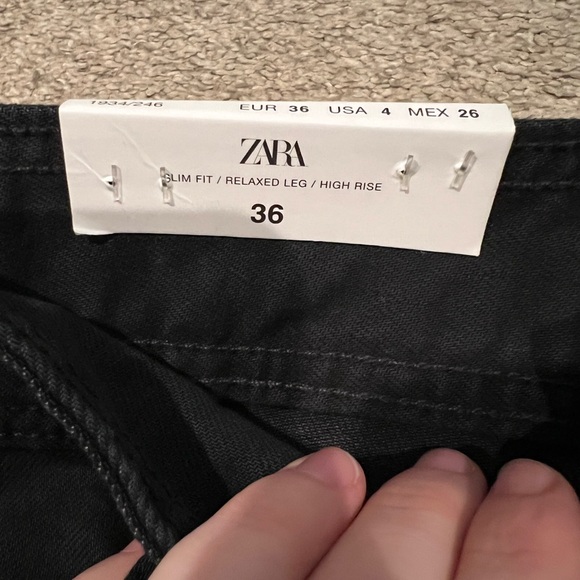 1934/246 EUR 36 USA 4 MEX 26
ZARA
SLIM FIT / RELAXED LEG / HIGH RISE
36